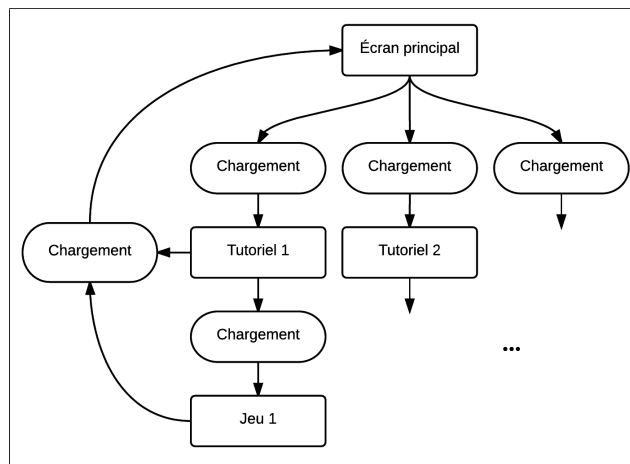 Écran principal
Chargement
Chargement
Chargement
Chargement
Tutoriel 1
Tutoriel 2
Chargement
...
Jeu 1